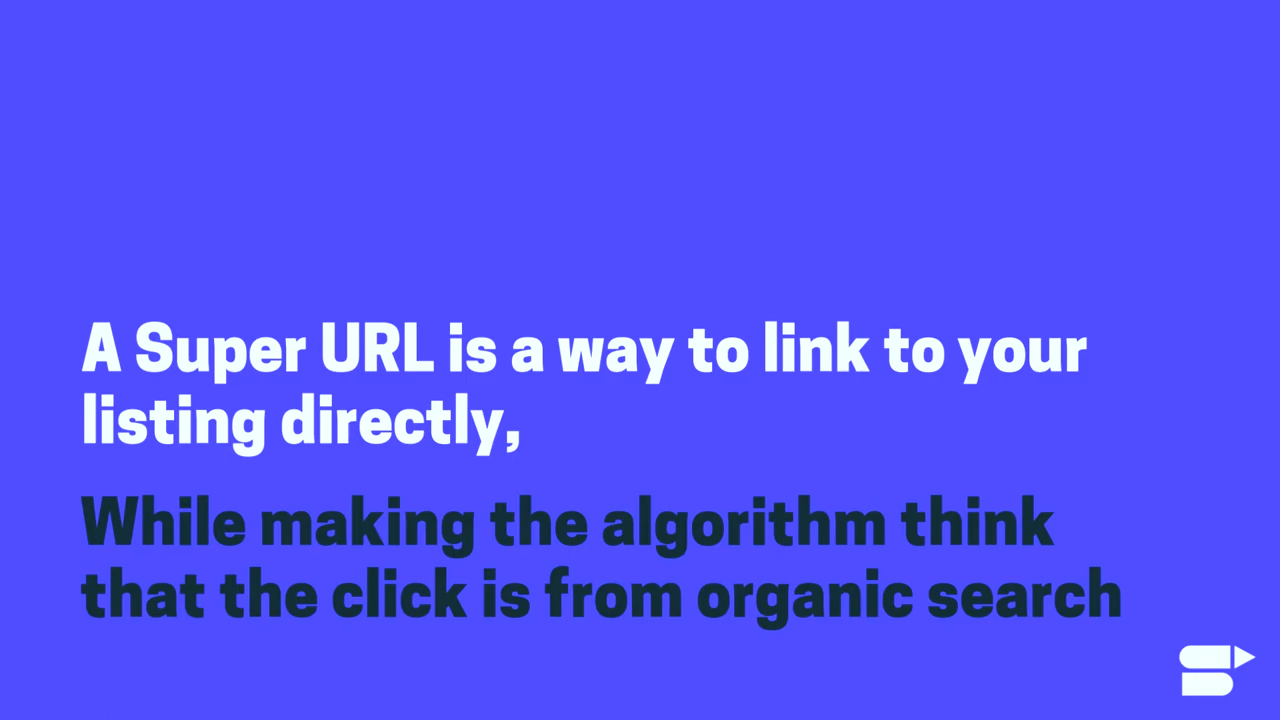 A Super URL is a way to link to your
listing directly,
While making the algorithm think
that the click is from organic search